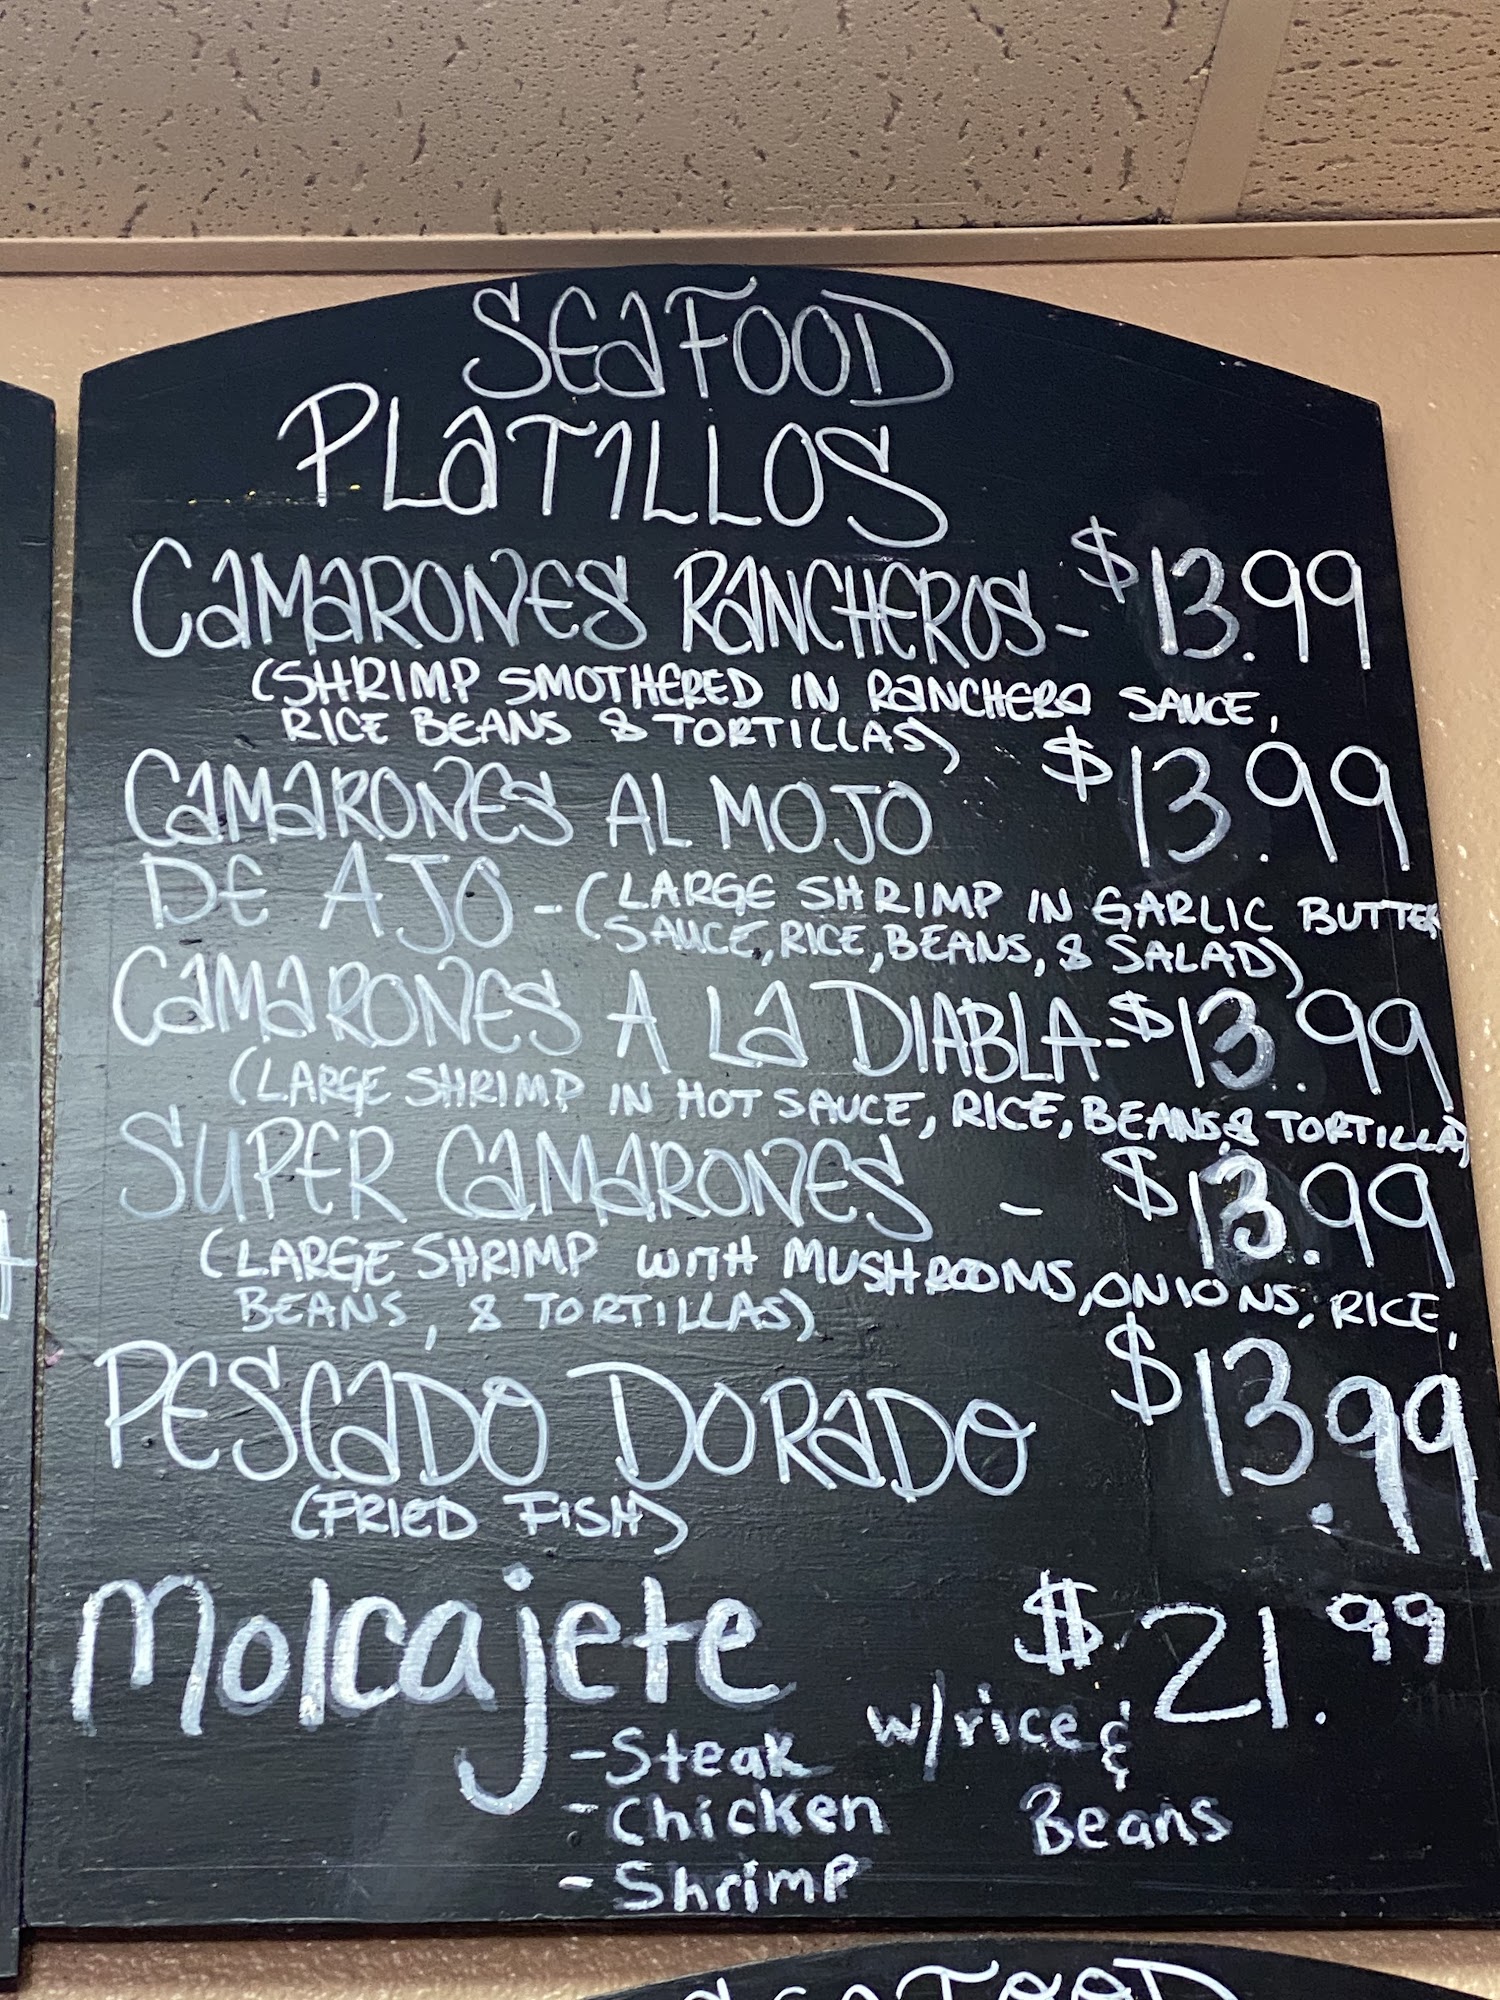 SEAFOOD
PLATILLOS
CAMARONES RANCHEROS - $13.99
(SHRIMP SMOTHERED IN RANCHERO SAUCE,
RICE BEANS & TORTILLAS)
CAMARONES AL MOJO $13.99
DE AJO - (LARGE SHRIMP IN GARLIC BUTTER
SAUCE, RICE, BEANS, & SALAD)
CAMARONES A LA DIABLA - $13.99
(LARGE SHRIMP IN HOT SAUCE, RICE, BEANS & TORTILLA)
SUPER CAMARONES - $13.99
(LARGE SHRIMP WITH MUSHROOMS, ONIONS, RICE,
BEANS, & TORTILLAS)
PESCADO DORADO $13.99
(FRIED FISH)
Molcajete $21.99
w/rice &
- Steak
- Chicken Beans
- Shrimp
SEAFOOD